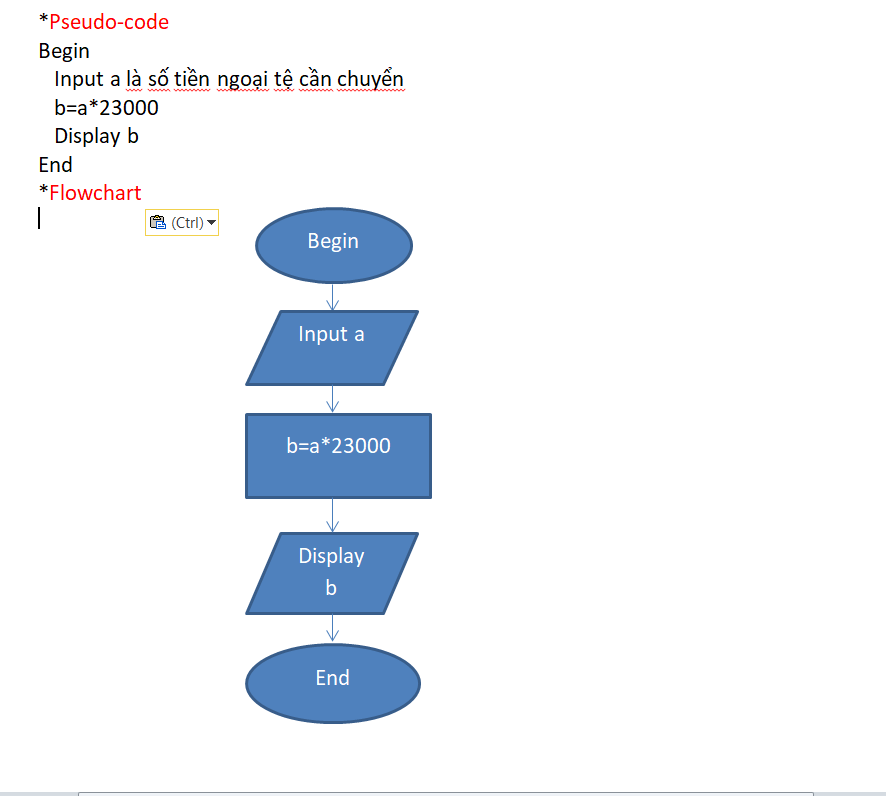 *Pseudo-code
Begin
Input a là số tiền ngoại tệ cần chuyển
b=a*23000
Display b
End
*Flowchart
(Ctrl)
Begin
Input a
b=a*23000
Display
b
End